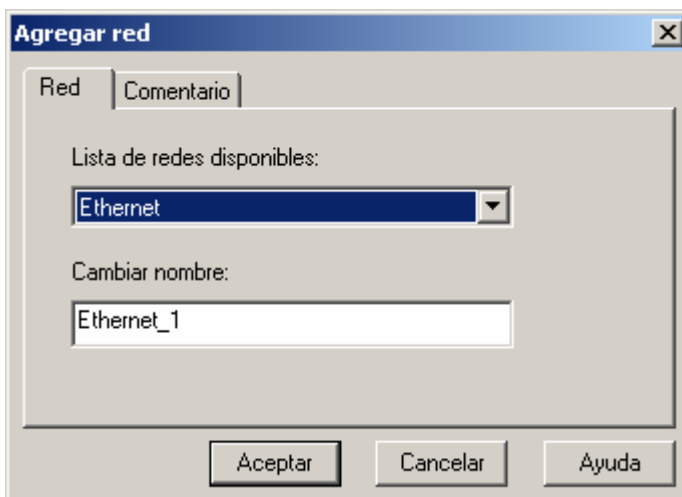 Agregar red
Red Comentario
Lista de redes disponibles:
Ethernet
Cambiar nombre:
Ethernet_1
Aceptar Cancelar Ayuda